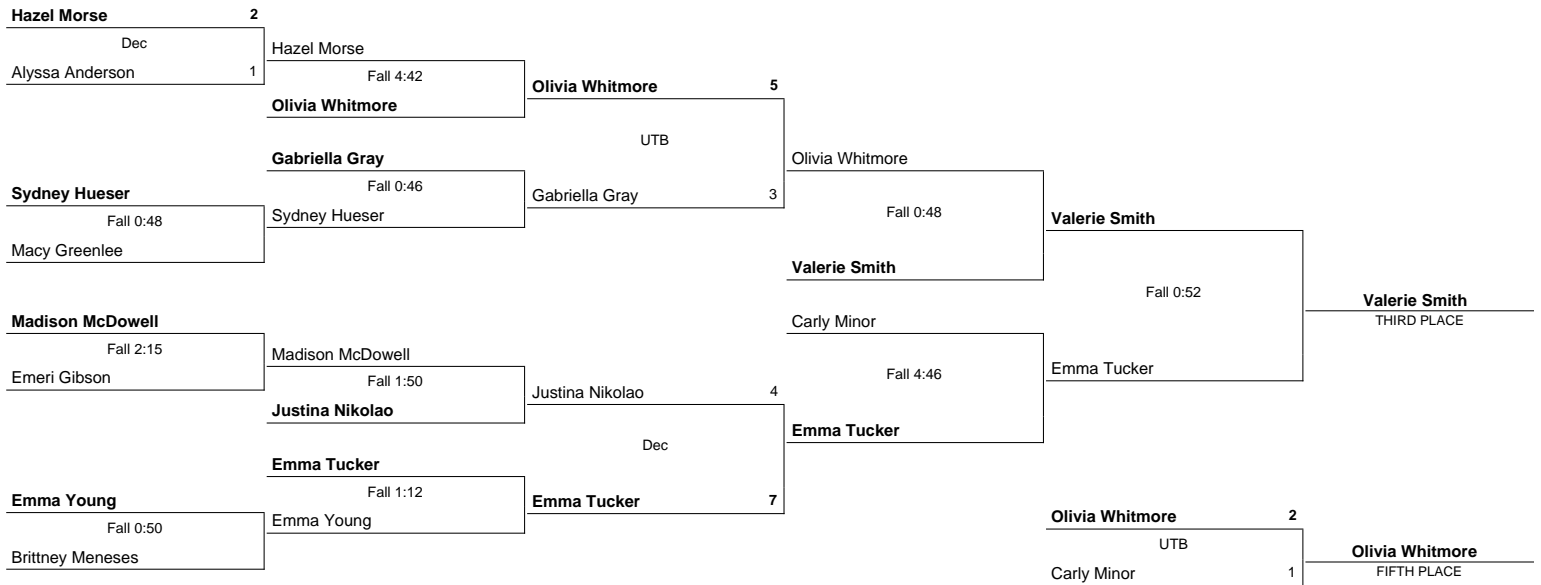 Hazel Morse 2
Dec
Alyssa Anderson 1
Sydney Hueser
Fall 0:48
Macy Greenlee
Madison McDowell
Fall 2:15
Emeri Gibson
Emma Young
Fall 0:50
Brittney Meneses
Hazel Morse
Fall 4:42
Olivia Whitmore
Gabriella Gray
Fall 0:46
Sydney Hueser
Madison McDowell
Fall 1:50
Justina Nikolao
Emma Tucker
Fall 1:12
Emma Young
Olivia Whitmore 5
UTB
Gabriella Gray 3
Justina Nikolao 4
Dec
Emma Tucker 7
Olivia Whitmore
Fall 0:48
Valerie Smith
Carly Minor
Fall 4:46
Emma Tucker
Valerie Smith
Fall 0:52
Emma Tucker
Valerie Smith
THIRD PLACE
Olivia Whitmore 2
UTB
Carly Minor 1
Olivia Whitmore
FIFTH PLACE